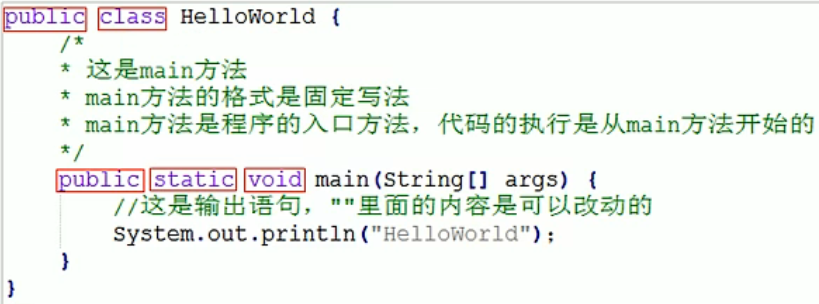 public class HelloWorld {
/*
* 这是main方法
* main方法的格式是固定写法
* main方法是程序的入口方法，代码的执行是从main方法开始的
*/
public static void main(String[] args) {
//这是输出语句，""里面的内容是可以改动的
System.out.println("HelloWorld");
}
}